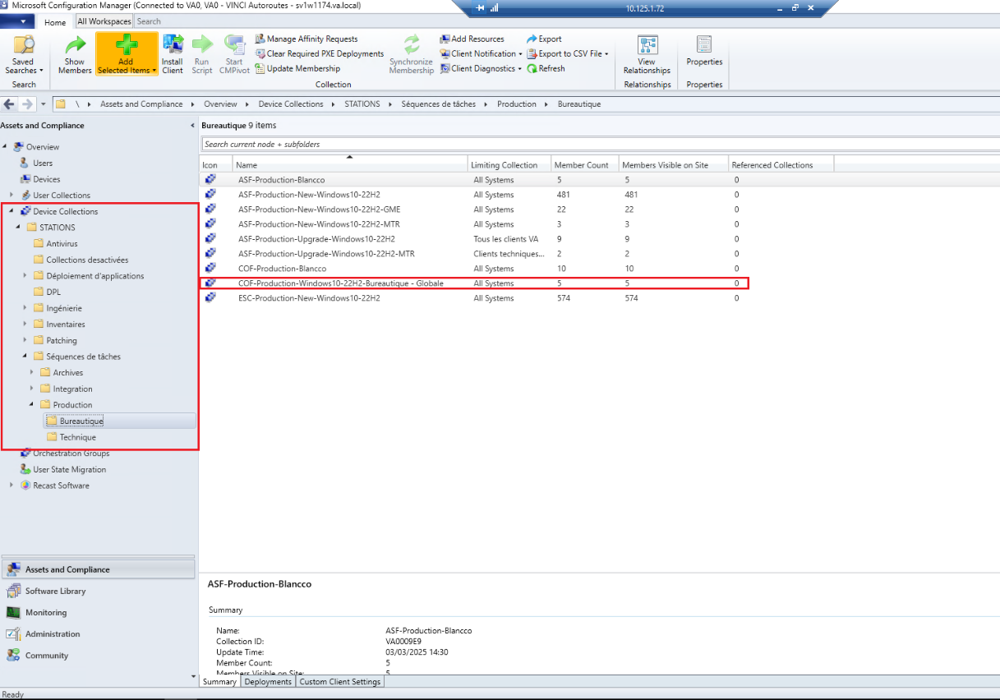 Microsoft Configuration Manager (Connected to VA0, VA0 - VINCI Autoroutes - sv1w1174.va.local)
10.125.1.72
Home All Workspaces Search
Saved Searches
Show Members
Add Selected Items
Install Client
Run Script
Start CMPivot
Manage Affinity Requests
Clear Required PXE Deployments
Update Membership
Synchronize Membership
Add Resources
Client Notification
Client Diagnostics
Export
Export to CSV File
Refresh
View Relationships
Properties
Search Collection Relationships Properties
\ Assets and Compliance Overview Device Collections STATIONS Séquences de tâches Production Bureautique
Assets and Compliance
Overview
Users
Devices
User Collections
Device Collections
STATIONS
Antivirus
Collections desactivées
Déploiement d'applications
DPL
Ingénierie
Inventaires
Patching
Séquences de tâches
Archives
Integration
Production
Bureautique
Technique
Orchestration Groups
User State Migration
Recast Software
Assets and Compliance
Software Library
Monitoring
Administration
Community
Bureautique 9 items
Search current node + subfolders
Icon Name Limiting Collection Member Count Members Visible on Site Referenced Collections
ASF-Production-Blancco All Systems 5 5 0
ASF-Production-New-Windows10-22H2 All Systems 481 481 0
ASF-Production-New-Windows10-22H2-GME All Systems 22 22 0
ASF-Production-New-Windows10-22H2-MTR All Systems 3 3 0
ASF-Production-Upgrade-Windows10-22H2 Tous les clients VA 9 9 0
ASF-Production-Upgrade-Windows10-22H2-MTR Clients techniques... 2 2 0
COF-Production-Blancco All Systems 10 10 0
COF-Production-Windows10-22H2-Bureautique - Globale All Systems 5 5 0
ESC-Production-New-Windows10-22H2 All Systems 574 574 0
ASF-Production-Blancco
Summary
Name: ASF-Production-Blancco
Collection ID: VA0009E9
Update Time: 03/03/2025 14:30
Member Count: 5
Members Visible on Site: 5
Summary Deployments Custom Client Settings
Ready